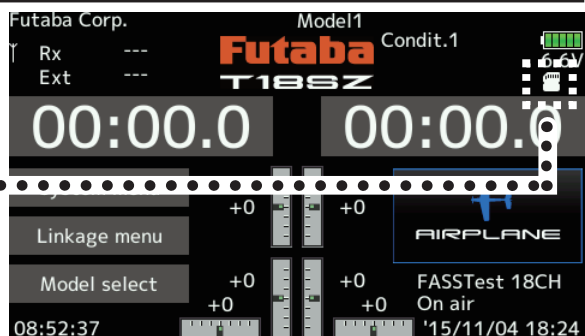 Futaba Corp.
Model1
Condit.1
Rx ---
Ext ---
Futaba
T18SZ
6.6V
00:00.0
00:00.0
+0
+0
Linkage menu
AIRPLANE
Model select
+0
+0
+0
+0
FASSTest 18CH
On air
08:52:37
'15/11/04 18:24